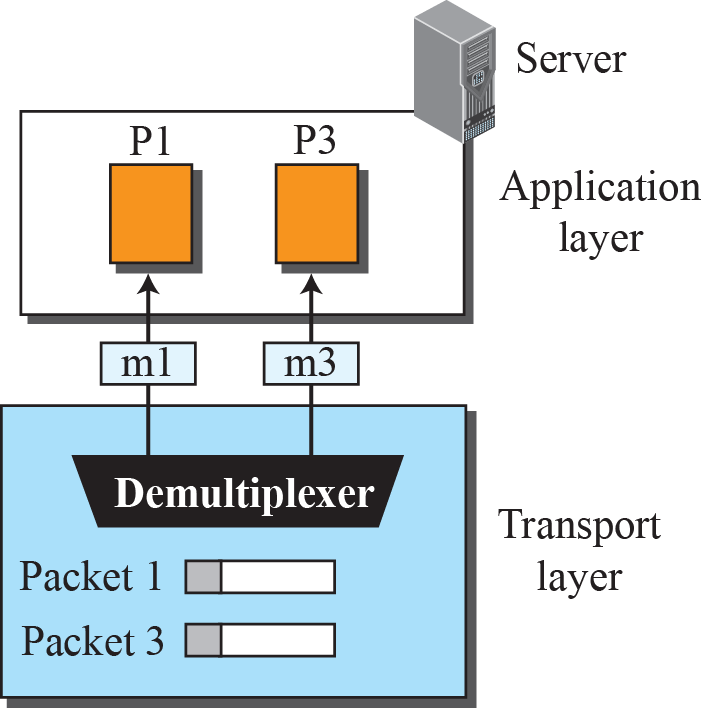 Server
P1
P3
Application
layer
m1
m3
Demultiplexer
Transport
layer
Packet 1
Packet 3